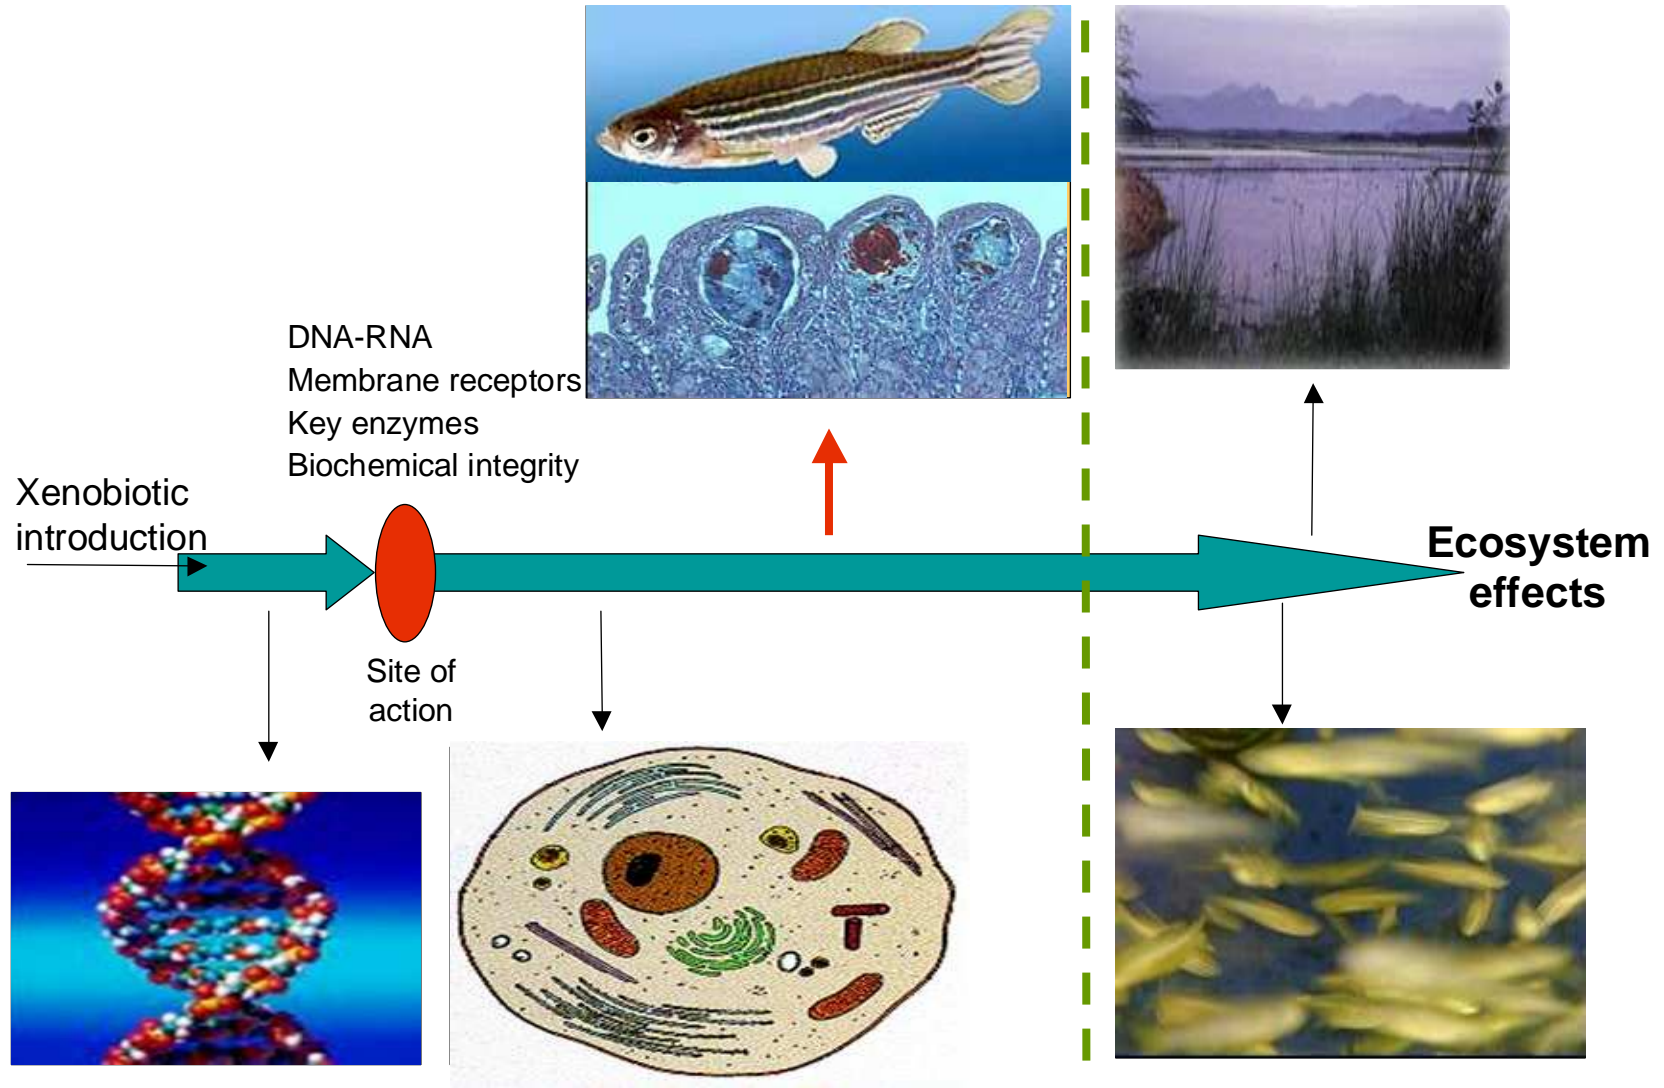 DNA-RNA
Membrane receptors
Key enzymes
Biochemical integrity
Xenobiotic
introduction
Site of
action
Ecosystem
effects